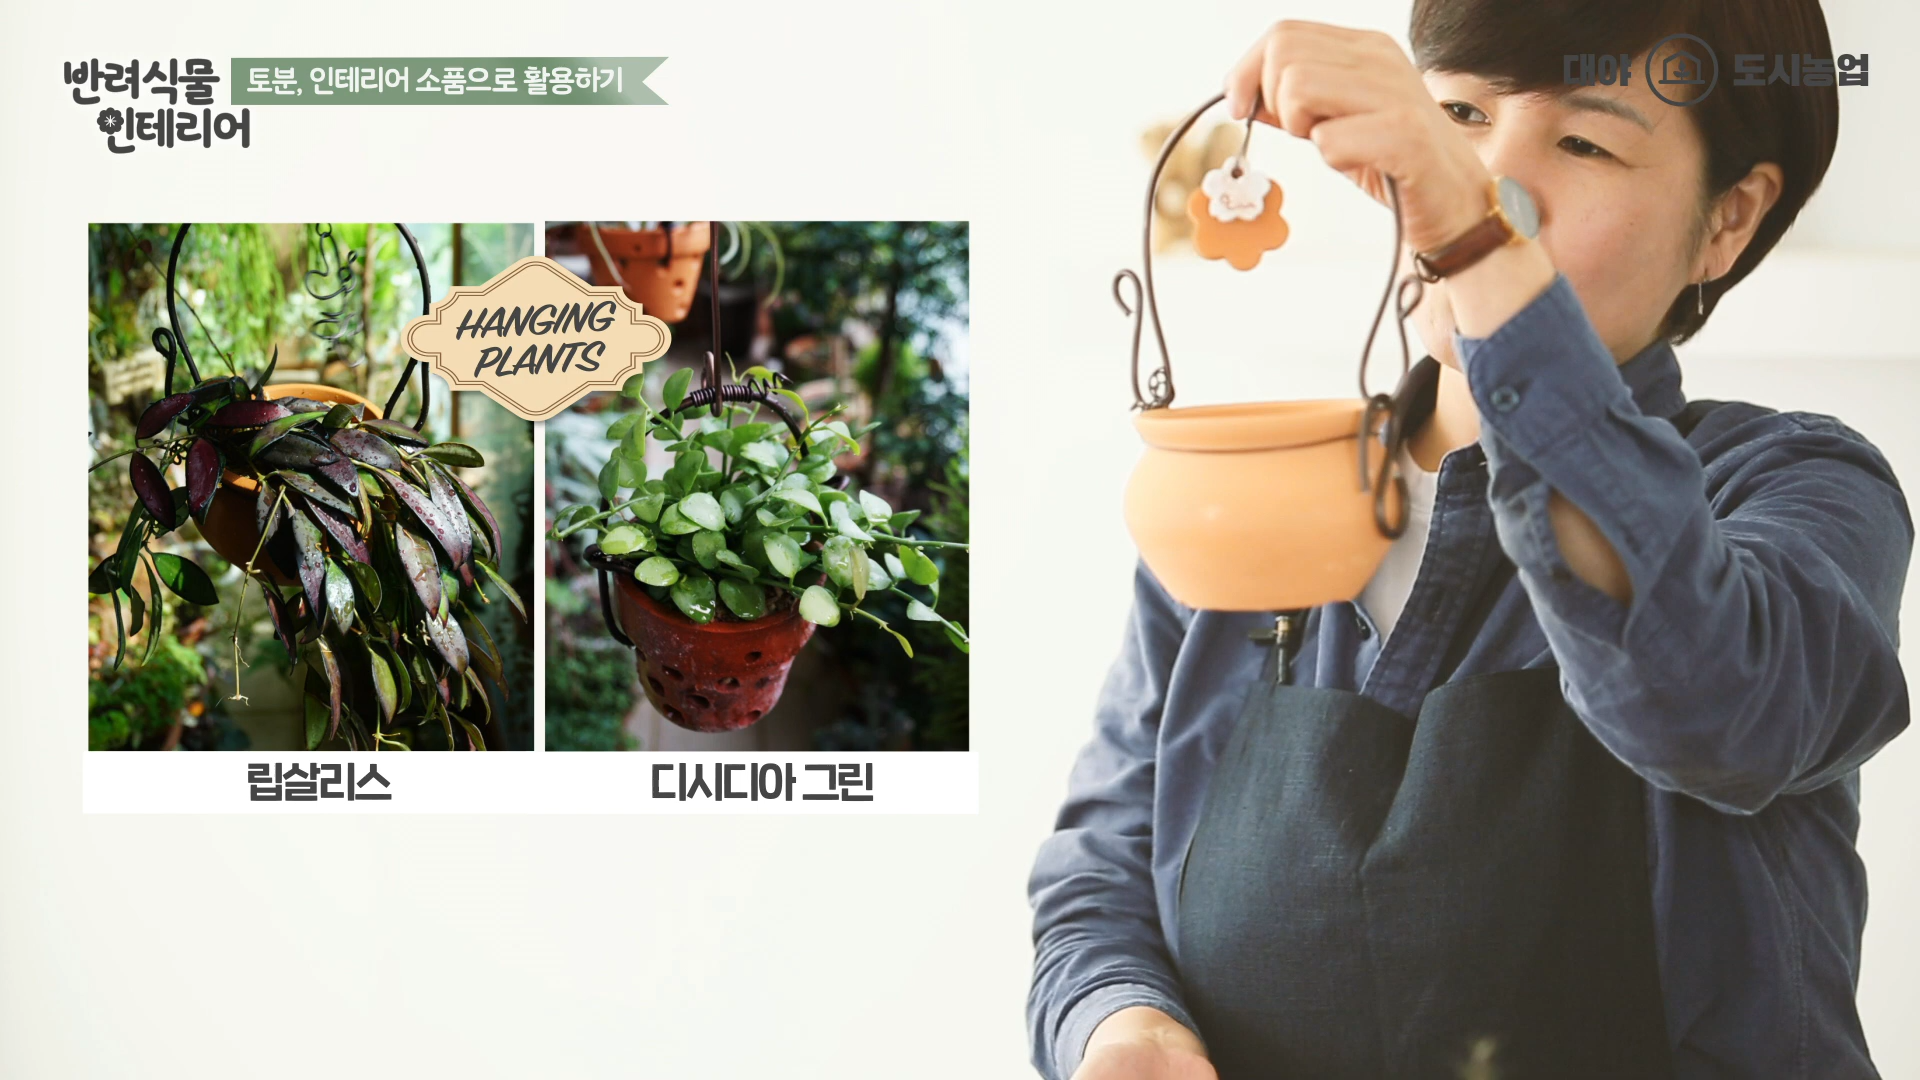 반려식물
인테리어
토분, 인테리어 소품으로 활용하기
대야 도시농업
HANGING
PLANTS
립살리스
디시디아 그린